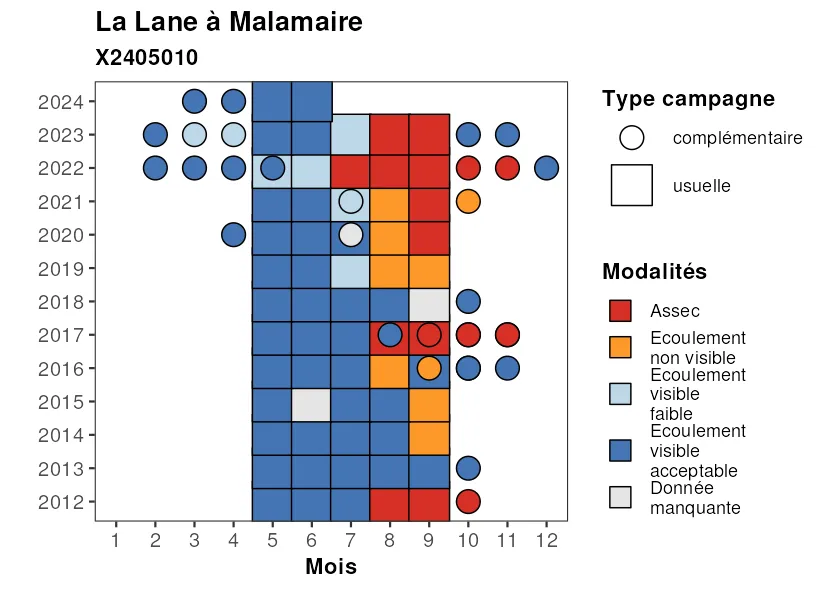 La Lane à Malamaire
X2405010
2024
2023
2022
2021
2020
2019
2018
2017
2016
2015
2014
2013
2012
1 2 3 4 5 6 7 8 9 10 11 12
Mois
Type campagne
complémentaire
usuelle
Modalités
Assec
Ecoulement
non visible
Ecoulement
visible
faible
Ecoulement
visible
acceptable
Donnée
manquante